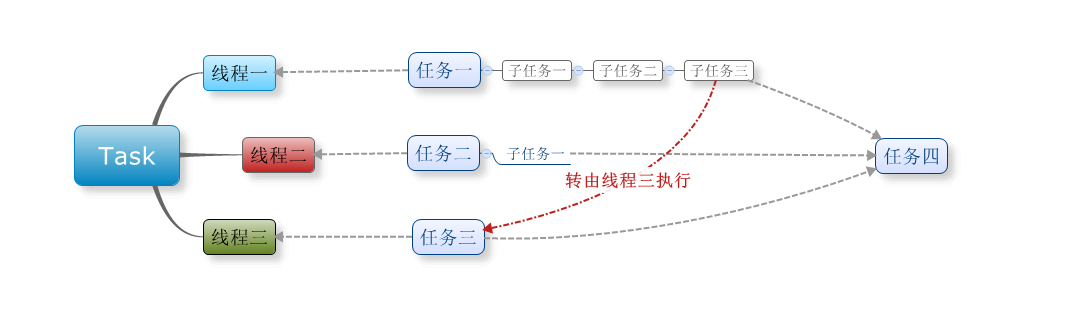 线程一
任务一
子任务一
子任务二
子任务三
Task
线程二
任务二
子任务一
任务四
转由线程三执行
线程三
任务三